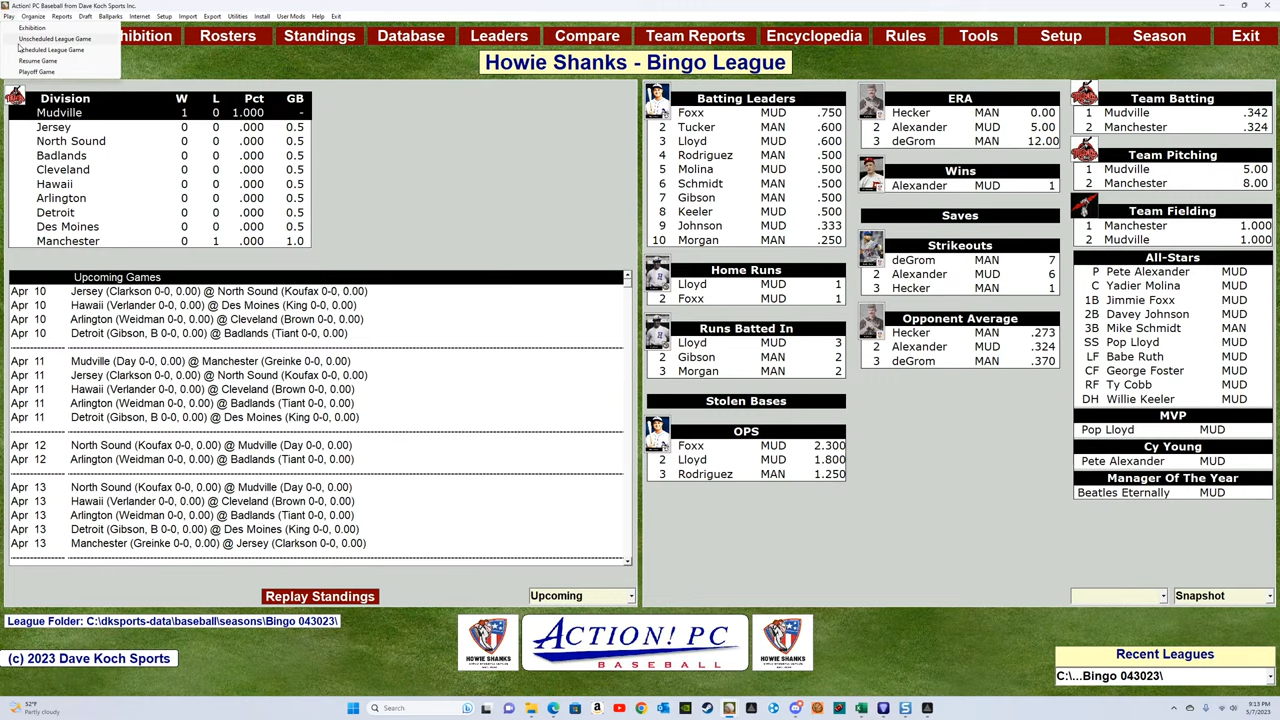 Action! PC Baseball from Dave Koch Sports Inc.
Play Organize Reports Draft Ballparks Internet Setup Import Export Utilities Install User Mods Help Exit
Exhibition
Unscheduled League Game
Scheduled League Game
Resume Game
Playoff Game
hibition Rosters Standings Database Leaders Compare Team Reports Encyclopedia Rules Tools Setup Season Exit
Howie Shanks - Bingo League
Division W L Pct GB
Mudville 1 0 1.000 -
Jersey 0 0 .000 0.5
North Sound 0 0 .000 0.5
Badlands 0 0 .000 0.5
Cleveland 0 0 .000 0.5
Hawaii 0 0 .000 0.5
Arlington 0 0 .000 0.5
Detroit 0 0 .000 0.5
Des Moines 0 0 .000 0.5
Manchester 0 1 .000 1.0
Upcoming Games
Apr 10 Jersey (Clarkson 0-0, 0.00) @ North Sound (Koufax 0-0, 0.00)
Apr 10 Hawaii (Verlander 0-0, 0.00) @ Des Moines (King 0-0, 0.00)
Apr 10 Arlington (Weidman 0-0, 0.00) @ Cleveland (Brown 0-0, 0.00)
Apr 10 Detroit (Gibson, B 0-0, 0.00) @ Badlands (Tiant 0-0, 0.00)
Apr 11 Mudville (Day 0-0, 0.00) @ Manchester (Greinke 0-0, 0.00)
Apr 11 Jersey (Clarkson 0-0, 0.00) @ North Sound (Koufax 0-0, 0.00)
Apr 11 Hawaii (Verlander 0-0, 0.00) @ Cleveland (Brown 0-0, 0.00)
Apr 11 Arlington (Weidman 0-0, 0.00) @ Badlands (Tiant 0-0, 0.00)
Apr 11 Detroit (Gibson, B 0-0, 0.00) @ Des Moines (King 0-0, 0.00)
Apr 12 North Sound (Koufax 0-0, 0.00) @ Mudville (Day 0-0, 0.00)
Apr 12 Arlington (Weidman 0-0, 0.00) @ Badlands (Tiant 0-0, 0.00)
Apr 13 North Sound (Koufax 0-0, 0.00) @ Mudville (Day 0-0, 0.00)
Apr 13 Hawaii (Verlander 0-0, 0.00) @ Cleveland (Brown 0-0, 0.00)
Apr 13 Arlington (Weidman 0-0, 0.00) @ Badlands (Tiant 0-0, 0.00)
Apr 13 Detroit (Gibson, B 0-0, 0.00) @ Des Moines (King 0-0, 0.00)
Apr 13 Manchester (Greinke 0-0, 0.00) @ Jersey (Clarkson 0-0, 0.00)
Replay Standings
Upcoming
Batting Leaders
Foxx MUD .750
2 Tucker MAN .600
3 Lloyd MUD .600
4 Rodriguez MAN .500
5 Molina MUD .500
6 Schmidt MAN .500
7 Gibson MAN .500
8 Keeler MUD .500
9 Johnson MUD .333
10 Morgan MAN .250
Home Runs
Lloyd MUD 1
2 Foxx MUD 1
Runs Batted In
Lloyd MUD 3
2 Gibson MAN 2
3 Morgan MAN 2
Stolen Bases
OPS
Foxx MUD 2.300
2 Lloyd MUD 1.800
3 Rodriguez MAN 1.250
ERA
Hecker MAN 0.00
2 Alexander MUD 5.00
3 deGrom MAN 12.00
Wins
Alexander MUD 1
Saves
Strikeouts
deGrom MAN 7
2 Alexander MUD 6
3 Hecker MAN 1
Opponent Average
Hecker MAN .273
2 Alexander MUD .324
3 deGrom MAN .370
Team Batting
1 Mudville .342
2 Manchester .324
Team Pitching
1 Mudville 5.00
2 Manchester 8.00
Team Fielding
1 Manchester 1.000
2 Mudville 1.000
All-Stars
P Pete Alexander MUD
C Yadier Molina MUD
1B Jimmie Foxx MUD
2B Davey Johnson MUD
3B Mike Schmidt MAN
SS Pop Lloyd MUD
LF Babe Ruth MUD
CF George Foster MUD
RF Ty Cobb MUD
DH Willie Keeler MUD
MVP
Pop Lloyd MUD
Cy Young
Pete Alexander MUD
Manager Of The Year
Beatles Eternally MUD
Snapshot
League Folder: C:\dksports-data\baseball\seasons\Bingo 043023\
(c) 2023 Dave Koch Sports
HOWIE SHANKS
ACTION! PC
BASEBALL
HOWIE SHANKS
Recent Leagues
C:\...Bingo 043023\
52°F
Partly cloudy
Search
9:13 PM
5/7/2023